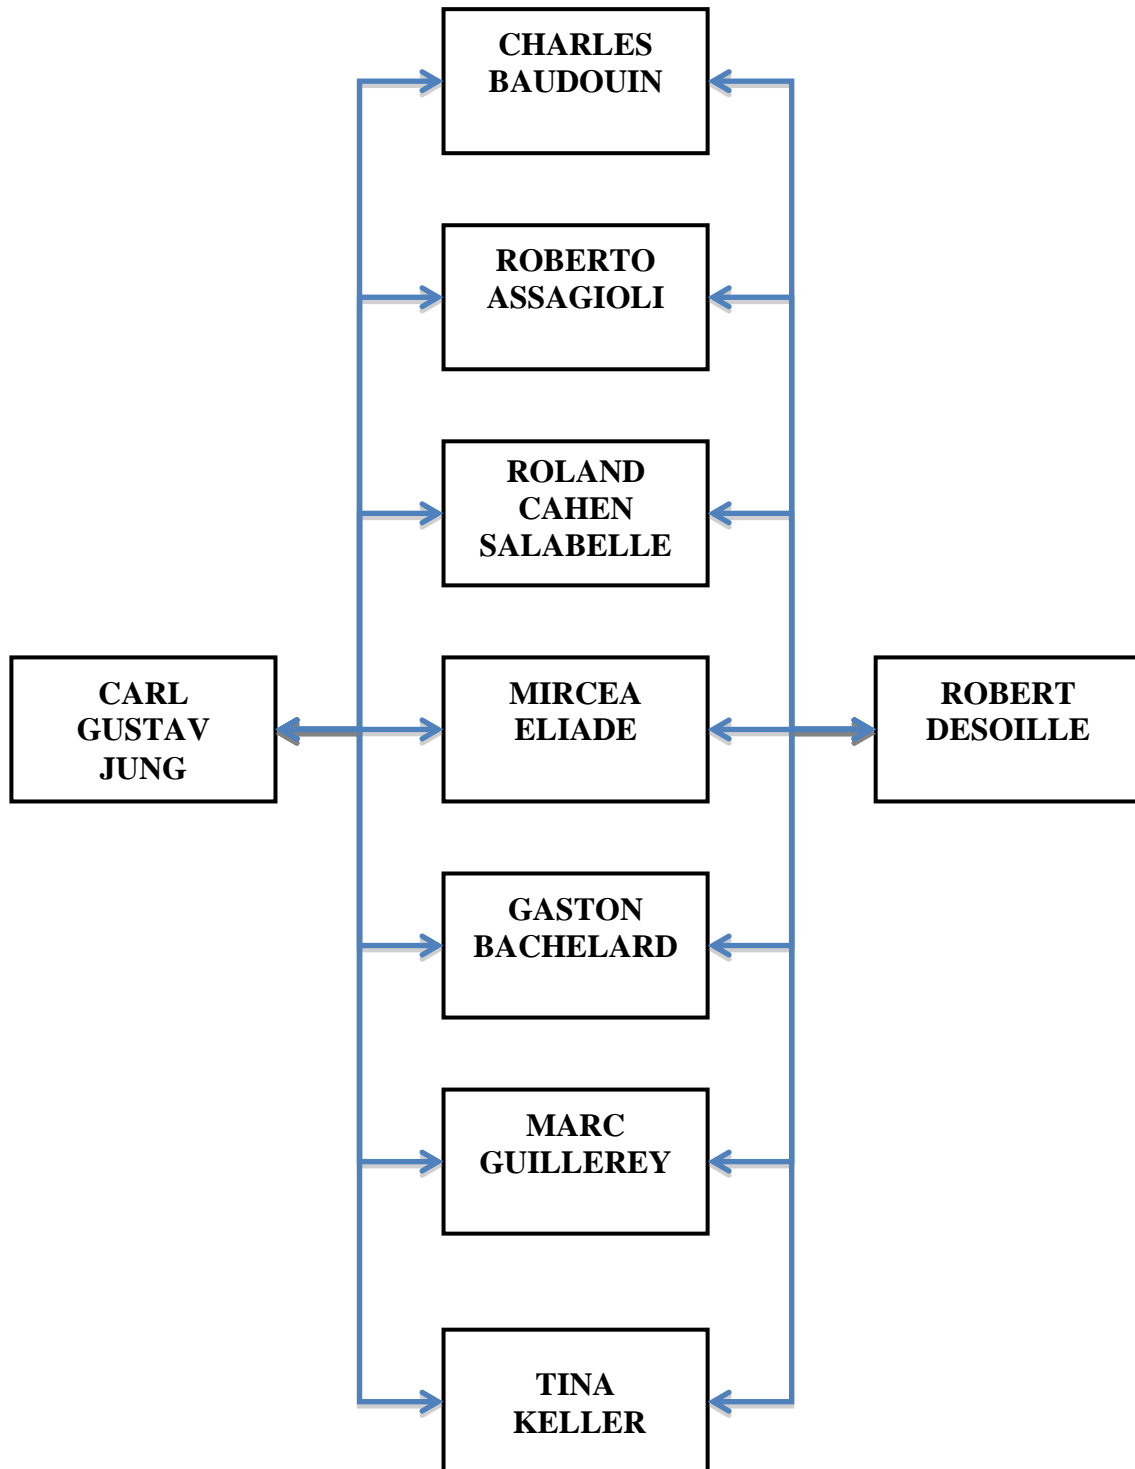 CHARLES
BAUDOUIN
ROBERTO
ASSAGIOLI
ROLAND
CAHEN
SALABELLE
CARL
GUSTAV
JUNG
MIRCEA
ELIADE
ROBERT
DESOILLE
GASTON
BACHELARD
MARC
GUILLEREY
TINA
KELLER